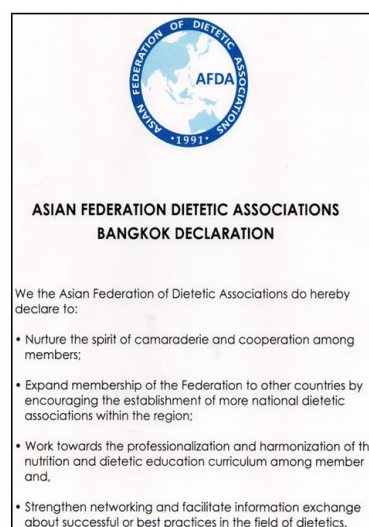 ASIAN FEDERATION OF DIETETIC ASSOCIATIONS
AFDA
·1991·
ASIAN FEDERATION DIETETIC ASSOCIATIONS
BANGKOK DECLARATION
We the Asian Federation of Dietetic Associations do hereby
declare to:
• Nurture the spirit of camaraderie and cooperation among
members;
• Expand membership of the Federation to other countries by
encouraging the establishment of more national dietetic
associations within the region;
• Work towards the professionalization and harmonization of th
nutrition and dietetic education curriculum among member
and,
• Strengthen networking and facilitate information exchange
about successful or best practices in the field of dietetics.